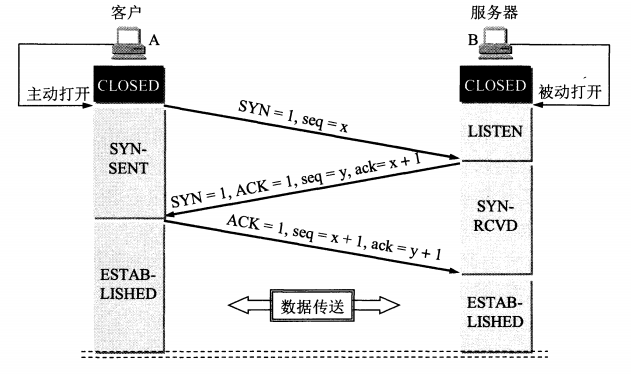 客户
服务器
A
B
CLOSED
CLOSED
主动打开
被动打开
SYN = 1, seq = x
LISTEN
SYN-
SENT
SYN = 1, ACK = 1, seq = y, ack= x + 1
SYN-
RCVD
ACK = 1, seq = x + 1, ack = y + 1
ESTAB-
LISHED
数据传送
ESTAB-
LISHED